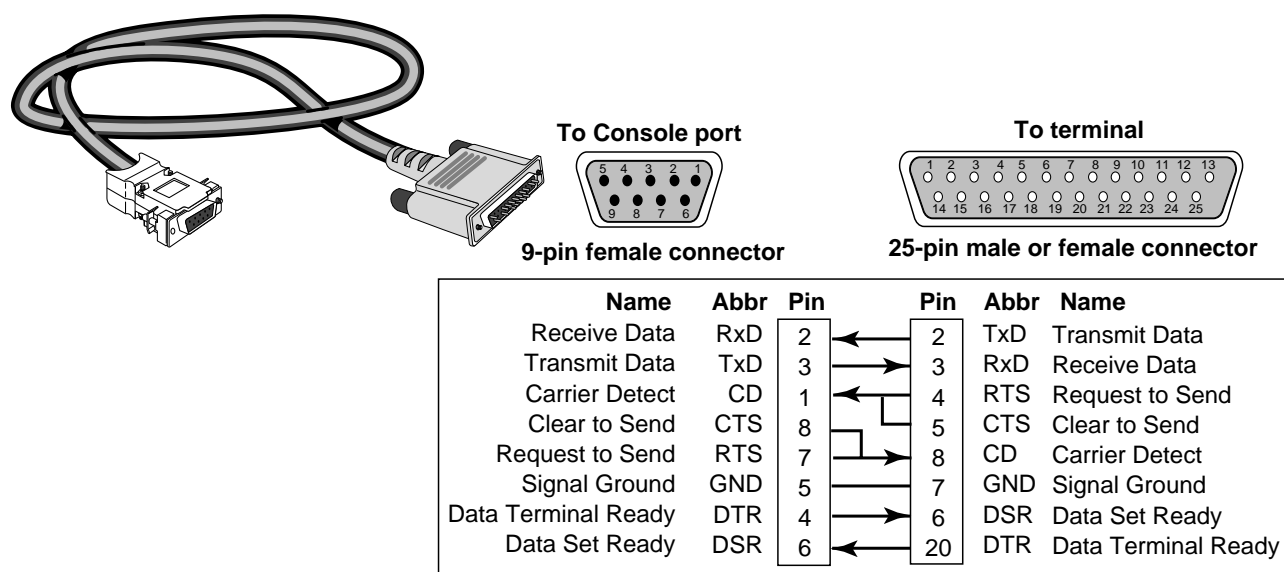 To Console port
To terminal
5 4 3 2 1
9 8 7 6
1 2 3 4 5 6 7 8 9 10 11 12 13
14 15 16 17 18 19 20 21 22 23 24 25
9-pin female connector
25-pin male or female connector
Name Abbr Pin Pin Abbr Name
Receive Data RxD 2 2 TxD Transmit Data
Transmit Data TxD 3 3 RxD Receive Data
Carrier Detect CD 1 4 RTS Request to Send
Clear to Send CTS 8 5 CTS Clear to Send
Request to Send RTS 7 8 CD Carrier Detect
Signal Ground GND 5 7 GND Signal Ground
Data Terminal Ready DTR 4 6 DSR Data Set Ready
Data Set Ready DSR 6 20 DTR Data Terminal Ready